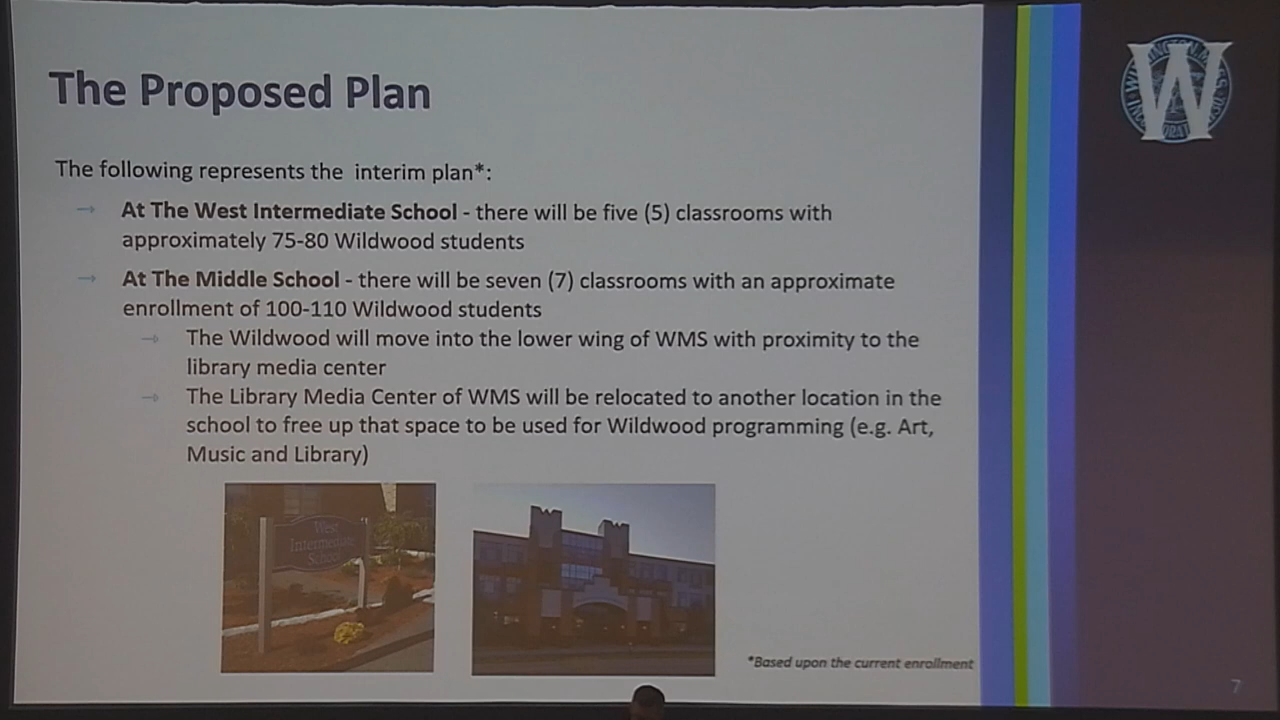 The Proposed Plan
The following represents the interim plan*:
→ At The West Intermediate School - there will be five (5) classrooms with
approximately 75-80 Wildwood students
→ At The Middle School - there will be seven (7) classrooms with an approximate
enrollment of 100-110 Wildwood students
→ The Wildwood will move into the lower wing of WMS with proximity to the
library media center
→ The Library Media Center of WMS will be relocated to another location in the
school to free up that space to be used for Wildwood programming (e.g. Art,
Music and Library)
West
Intermediate
School
*Based upon the current enrollment
W
7